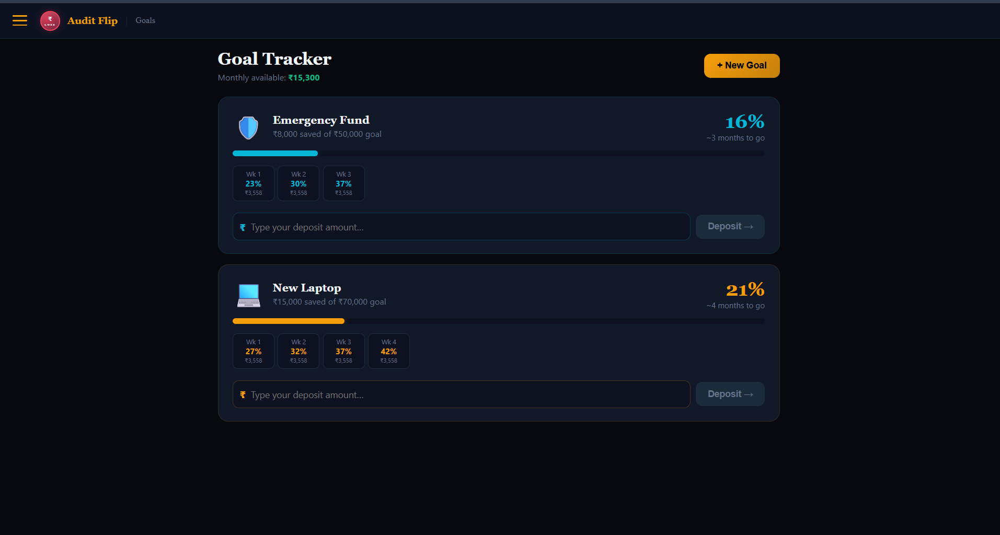 ₹
LOSS
Audit Flip
Goals
Goal Tracker
Monthly available: ₹15,300
+ New Goal
Emergency Fund
₹8,000 saved of ₹50,000 goal
16%
~3 months to go
Wk 1
23%
₹3,558
Wk 2
30%
₹3,558
Wk 3
37%
₹3,558
₹ Type your deposit amount...
Deposit →
New Laptop
₹15,000 saved of ₹70,000 goal
21%
~4 months to go
Wk 1
27%
₹3,558
Wk 2
32%
₹3,558
Wk 3
37%
₹3,558
Wk 4
42%
₹3,558
₹ Type your deposit amount...
Deposit →